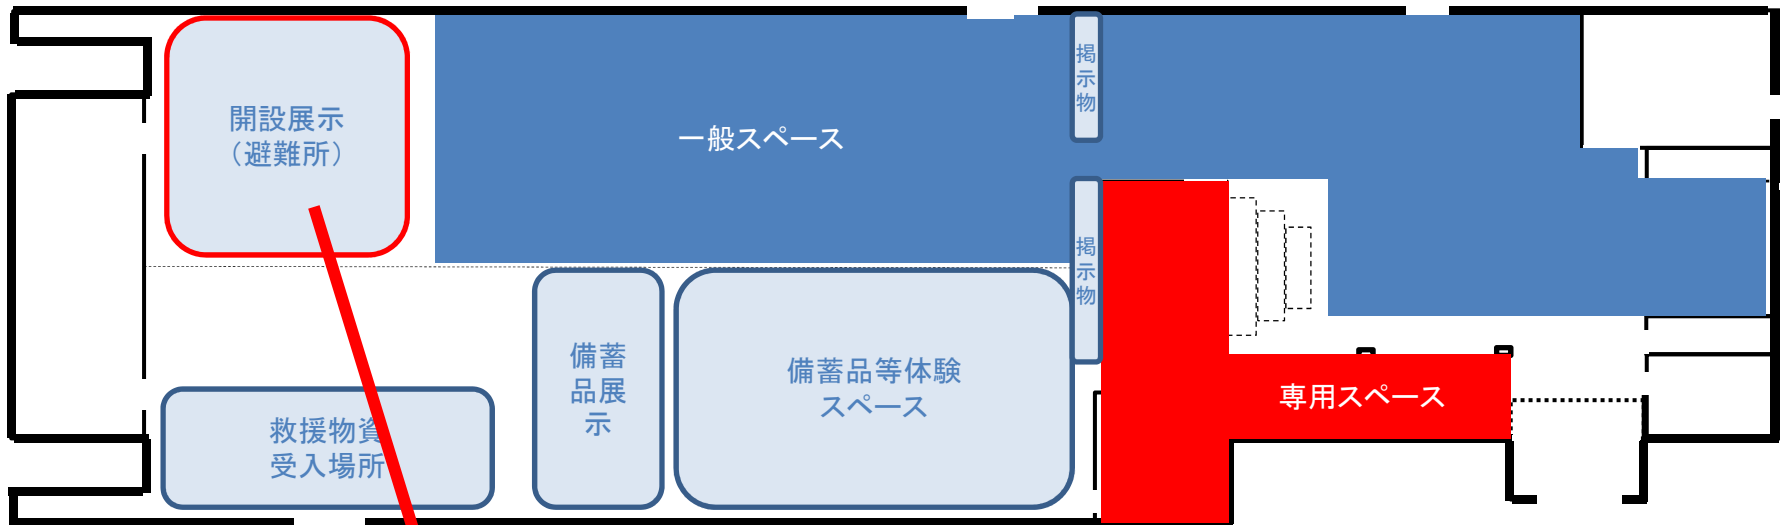 開設展示
（避難所）
一般スペース
掲示物
掲示物
備蓄
品展
示
備蓄品等体験
スペース
専用スペース
救援物資
受入場所